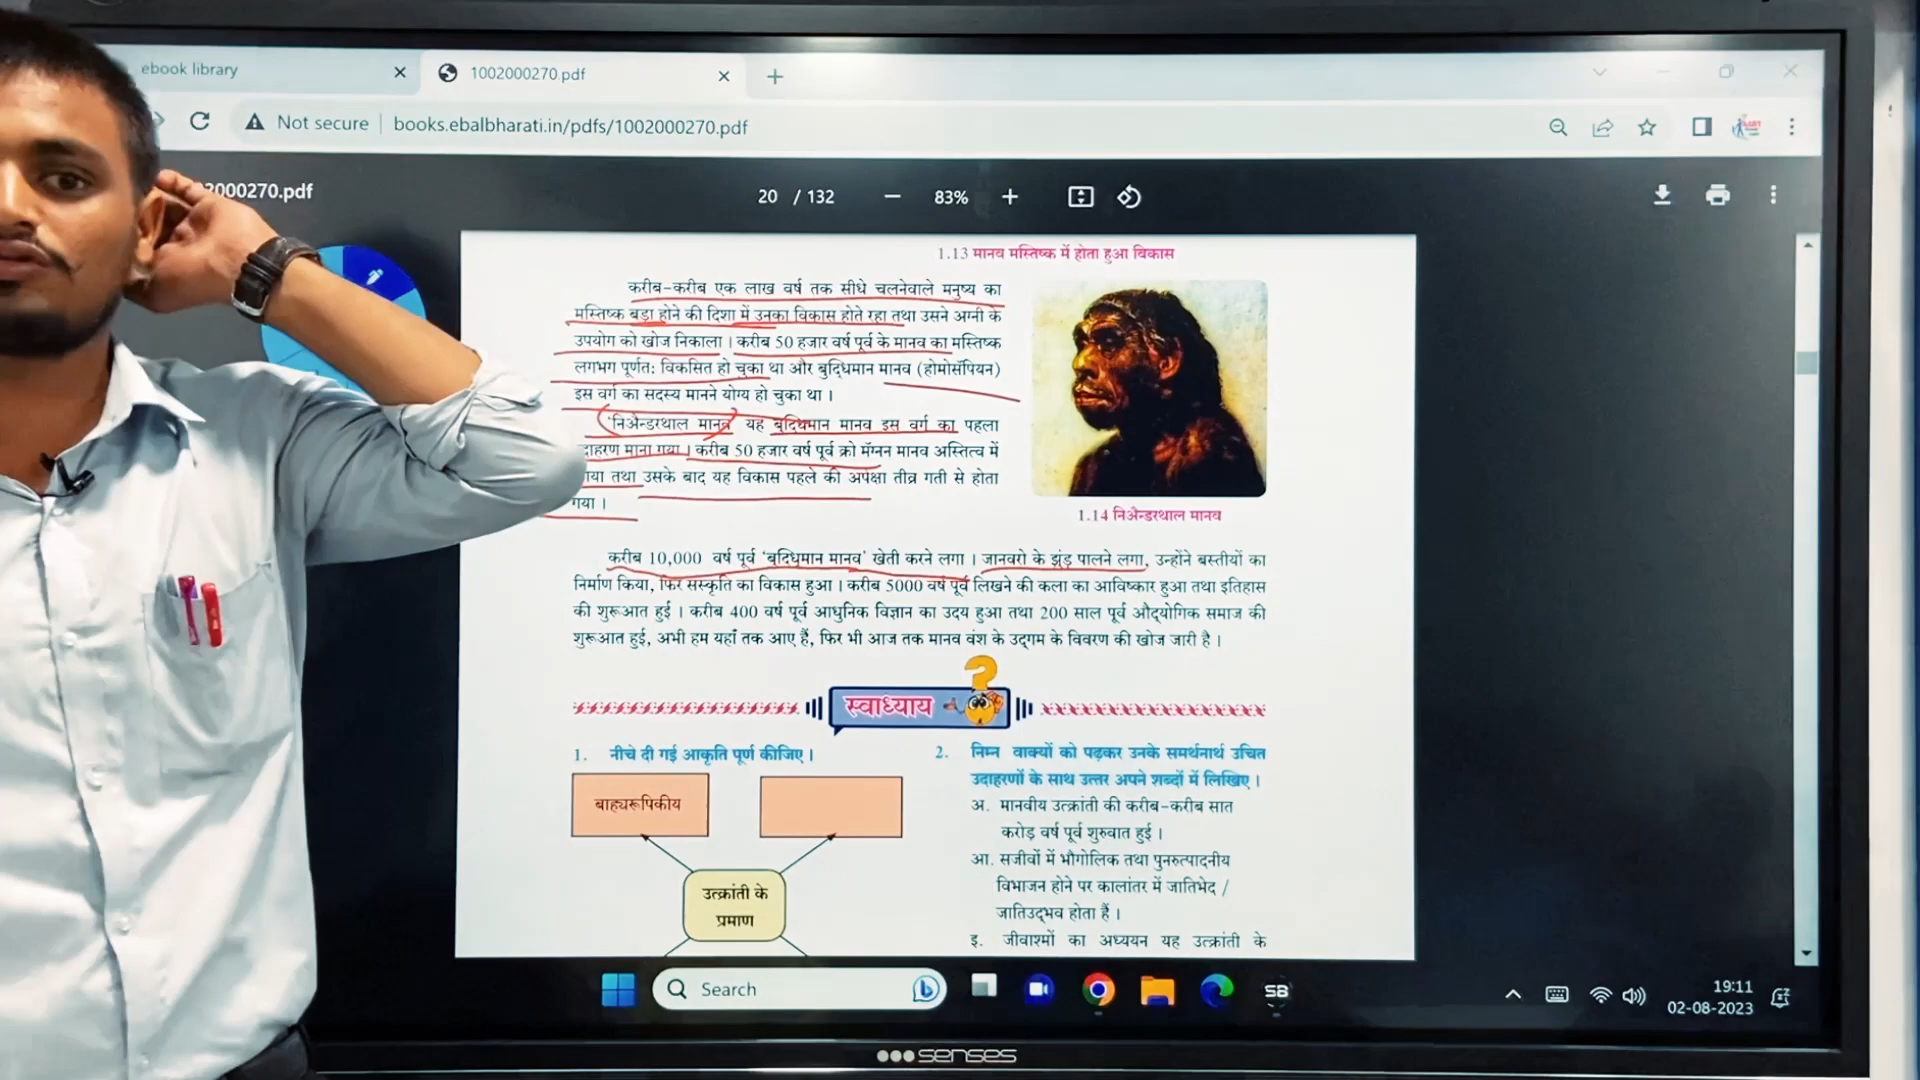 ebook library
1002000270.pdf
Not secure
books.ebalbharati.in/pdfs/1002000270.pdf
2000270.pdf
20 / 132
83%
1.13 मानव मस्तिष्क में होता हुआ विकास
करीब-करीब एक लाख वर्ष तक सीधे चलनेवाले मनुष्य का
मस्तिष्क बड़ा होने की दिशा में उनका विकास होते रहा तथा उसने अग्नी के
उपयोग को खोज निकाला । करीब 50 हजार वर्ष पूर्व के मानव का मस्तिष्क
लगभग पूर्णत: विकसित हो चुका था और बुद्धिमान मानव (होमोसॅपियन)
इस वर्ग का सदस्य मानने योग्य हो चुका था ।
'निॲन्डरथाल मानव' यह बुद्धिमान मानव इस वर्ग का पहला
दाहरण माना गया । करीब 50 हजार वर्ष पूर्व क्रो मॅग्नन मानव अस्तित्व में
ाया तथा उसके बाद यह विकास पहले की अपेक्षा तीव्र गती से होता
गया ।
1.14 निॲन्डरथाल मानव
करीब 10,000 वर्ष पूर्व 'बुद्धिमान मानव' खेती करने लगा । जानवरो के झुंड़ पालने लगा, उन्होंने बस्तीयों का
निर्माण किया, फिर संस्कृति का विकास हुआ । करीब 5000 वर्ष पूर्व लिखने की कला का आविष्कार हुआ तथा इतिहास
की शुरूआत हुई । करीब 400 वर्ष पूर्व आधुनिक विज्ञान का उदय हुआ तथा 200 साल पूर्व औद्योगिक समाज की
शुरूआत हुई, अभी हम यहाँ तक आए हैं, फिर भी आज तक मानव वंश के उद्गम के विवरण की खोज जारी है ।
स्वाध्याय
1. नीचे दी गई आकृति पूर्ण कीजिए ।
बाह्यरूपिकीय
उत्क्रांती के
प्रमाण
2. निम्न वाक्यों को पढ़कर उनके समर्थनार्थ उचित
उदाहरणों के साथ उत्तर अपने शब्दों में लिखिए ।
अ. मानवीय उत्क्रांती की करीब-करीब सात
करोड़ वर्ष पूर्व शुरुवात हुई ।
आ. सजीवों में भौगोलिक तथा पुनरुत्पादनीय
विभाजन होने पर कालांतर में जातिभेद /
जातिउद्भव होता हैं ।
इ. जीवाश्मों का अध्ययन यह उत्क्रांती के
Search
SB
19:11
02-08-2023
senses